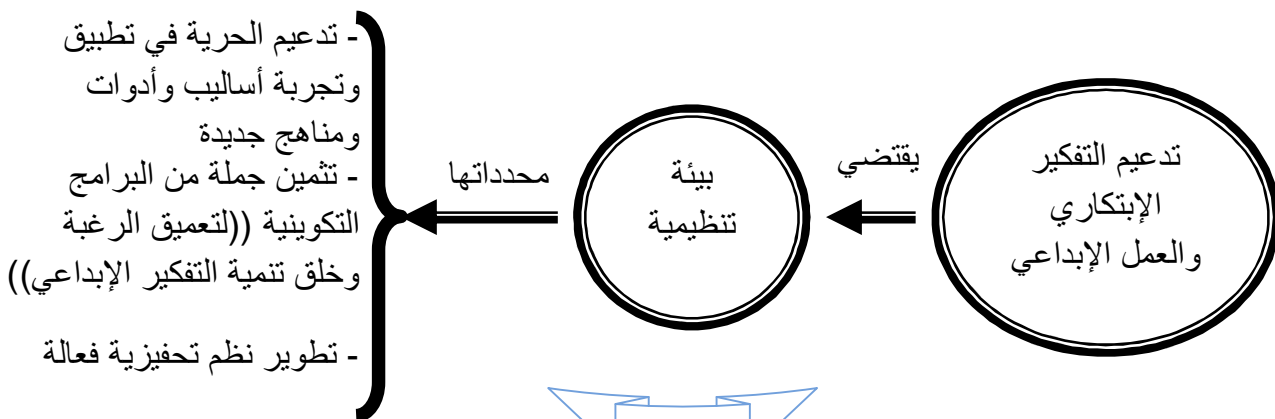 تدعيم التفكير
الإبتكاري
والعمل الإبداعي
يقتضي
بيئة
تنظيمية
محدداتها
- تدعيم الحرية في تطبيق
وتجربة أساليب وأدوات
ومناهج جديدة
- تثمين جملة من البرامج
التكوينية ((لتعميق الرغبة
وخلق تنمية التفكير الإبداعي))
- تطوير نظم تحفيزية فعالة